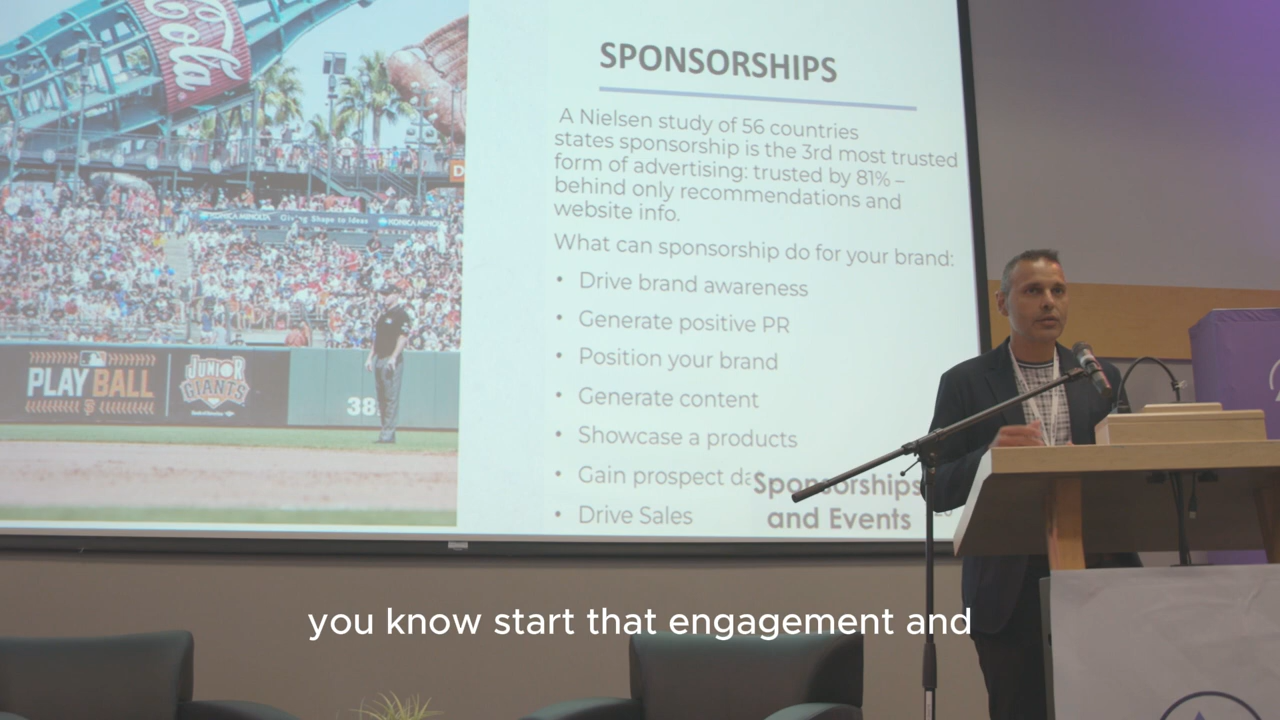 Cola
SPONSORSHIPS
A Nielsen study of 56 countries
states sponsorship is the 3rd most trusted
form of advertising: trusted by 81% –
behind only recommendations and
website info.
What can sponsorship do for your brand:
• Drive brand awareness
• Generate positive PR
• Position your brand
• Generate content
• Showcase a products
• Gain prospect da
• Drive Sales
Sponsorships
and Events
KONICA MINOLTA Giving Shape to Ideas KONICA MINOLTA
PLAY BALL
JUNIOR
GIANTS
38
you know start that engagement and